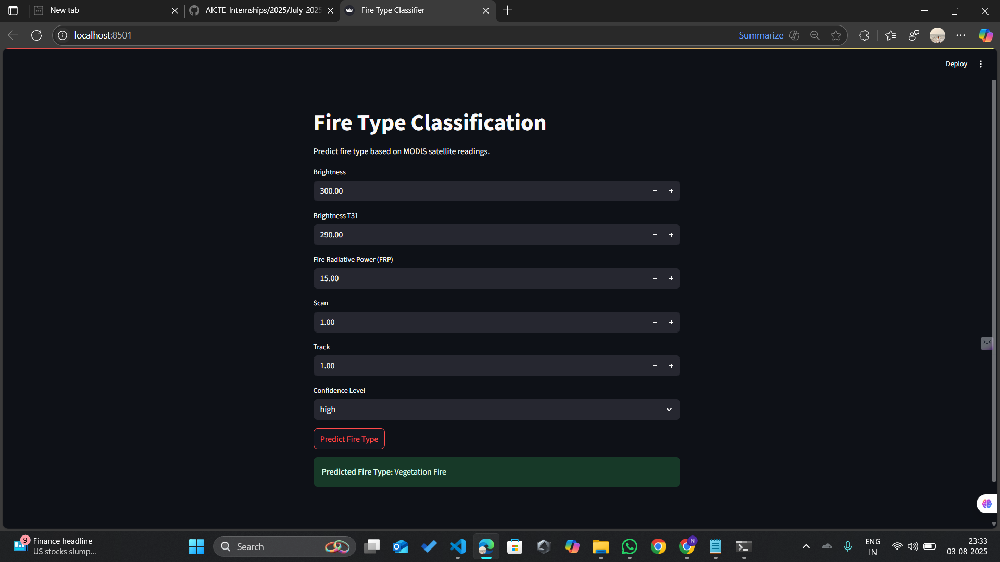 New tab
AICTE_Internships/2025/July_2025
Fire Type Classifier
localhost:8501
Summarize
Deploy
Fire Type Classification
Predict fire type based on MODIS satellite readings.
Brightness
300.00
Brightness T31
290.00
Fire Radiative Power (FRP)
15.00
Scan
1.00
Track
1.00
Confidence Level
high
Predict Fire Type
Predicted Fire Type: Vegetation Fire
9
Finance headline
US stocks slump...
Search
N
ENG
IN
23:33
03-08-2025